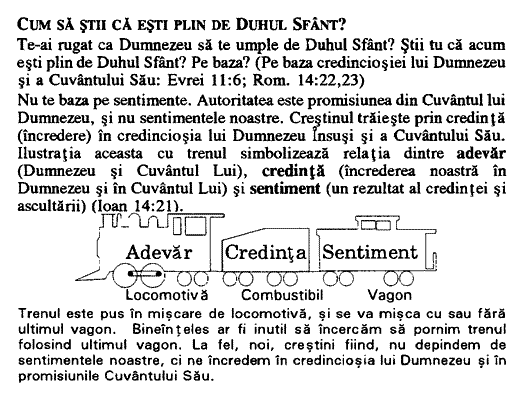 CUM SĂ ŞTII CĂ EŞTI PLIN DE DUHUL SFÂNT?
Te-ai rugat ca Dumnezeu să te umple de Duhul Sfânt? Ştii tu că acum
eşti plin de Duhul Sfânt? Pe baza? (Pe baza credincioşiei lui Dumnezeu
şi a Cuvântului Său: Evrei 11:6; Rom. 14:22,23)
Nu te baza pe sentimente. Autoritatea este promisiunea din Cuvântul lui
Dumnezeu, şi nu sentimentele noastre. Creştinul trăieşte prin credinţă
(încredere) în credincioşia lui Dumnezeu Însuşi şi a Cuvântului Său.
Ilustraţia aceasta cu trenul simbolizează relaţia dintre adevăr
(Dumnezeu şi Cuvântul Lui), credinţă (încrederea noastră în
Dumnezeu şi în Cuvântul Lui) şi sentiment (un rezultat al credinţei şi
ascultării) (Ioan 14:21).
Adevăr Credinţa Sentiment
Locomotivă Combustibil Vagon
Trenul este pus în mişcare de locomotivă, şi se va mişca cu sau fără
ultimul vagon. Bineînţeles ar fi inutil să încercăm să pornim trenul
folosind ultimul vagon. La fel, noi, creştini fiind, nu depindem de
sentimentele noastre, ci ne încredem în credincioşia lui Dumnezeu şi în
promisiunile Cuvântului Său.